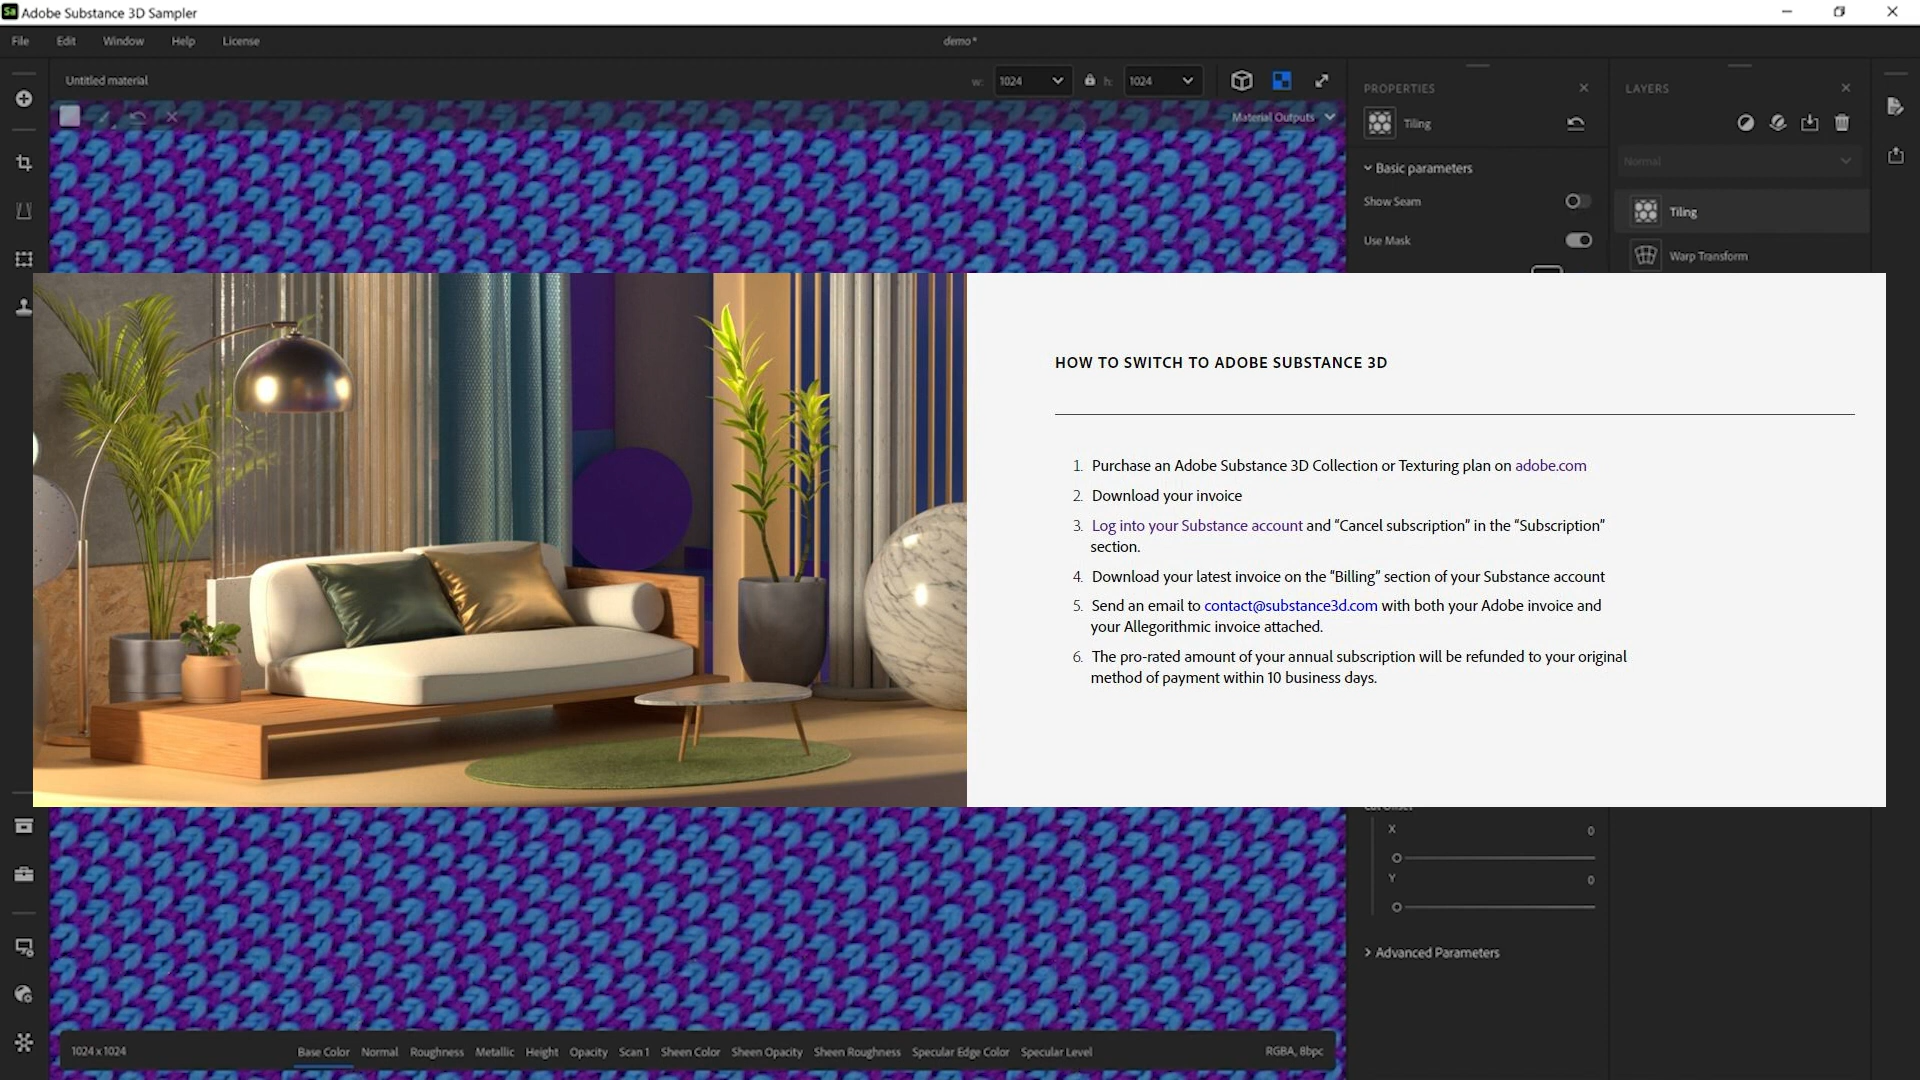 Sa Adobe Substance 3D Sampler
File Edit Window Help License demo*
Untitled material
w: 1024 h: 1024
Material Outputs
PROPERTIES
Tiling
Basic parameters
Show Seam
Use Mask
LAYERS
Normal
Tiling
Warp Transform
HOW TO SWITCH TO ADOBE SUBSTANCE 3D
1. Purchase an Adobe Substance 3D Collection or Texturing plan on adobe.com
2. Download your invoice
3. Log into your Substance account and “Cancel subscription” in the “Subscription”
section.
4. Download your latest invoice on the “Billing” section of your Substance account
5. Send an email to contact@substance3d.com with both your Adobe invoice and
your Allegorithmic invoice attached.
6. The pro-rated amount of your annual subscription will be refunded to your original
method of payment within 10 business days.
X 0
Y 0
Advanced Parameters
1024 x 1024 Base Color Normal Roughness Metallic Height Opacity Scan 1 Sheen Color Sheen Opacity Sheen Roughness Specular Edge Color Specular Level RGBA, 8bpc